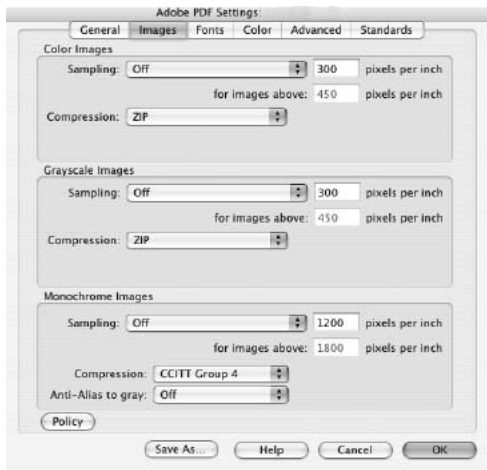 Adobe PDF Settings:
General Images Fonts Color Advanced Standards
Color Images
Sampling: Off 300 pixels per inch
for images above: 450 pixels per inch
Compression: ZIP
Grayscale Images
Sampling: Off 300 pixels per inch
for images above: 450 pixels per inch
Compression: ZIP
Monochrome Images
Sampling: Off 1200 pixels per inch
for images above: 1800 pixels per inch
Compression: CCITT Group 4
Anti-Alias to gray: Off
Policy
Save As... Help Cancel OK